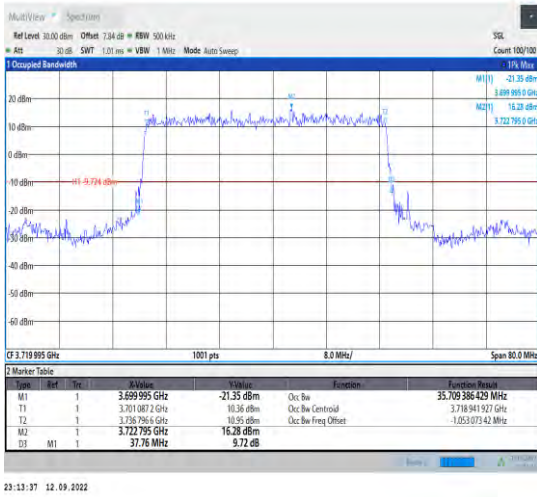 MultiView Spectrum
Ref Level 30.00 dBm Offset 7.84 dB RBW 500 kHz SGL
Att 30 dB SWT 1.01 ms VBW 1 MHz Mode Auto Sweep Count 100/100
1 Occupied Bandwidth 1Pk Max
M1[1] -21.35 dBm
3.699 995 0 GHz
M2[1] 16.28 dBm
3.722 795 0 GHz
20 dBm
10 dBm
0 dBm
-10 dBm H1 -9.724 dBm
-20 dBm
-30 dBm
-40 dBm
-50 dBm
-60 dBm
T1
M2
T2
CF 3.719 995 GHz 1001 pts 8.0 MHz/ Span 80.0 MHz
2 Marker Table
Type Ref Trc X-Value Y-Value Function Function Result
M1 1 3.699 995 GHz -21.35 dBm Occ Bw 35.709 386 429 MHz
T1 1 3.701 087 2 GHz 10.36 dBm Occ Bw Centroid 3.718 941 927 GHz
T2 1 3.736 796 6 GHz 10.95 dBm Occ Bw Freq Offset -1.053 073 42 MHz
M2 1 3.722 795 GHz 16.28 dBm
D3 M1 1 37.76 MHz 9.72 dB
23:13:37 12.09.2022